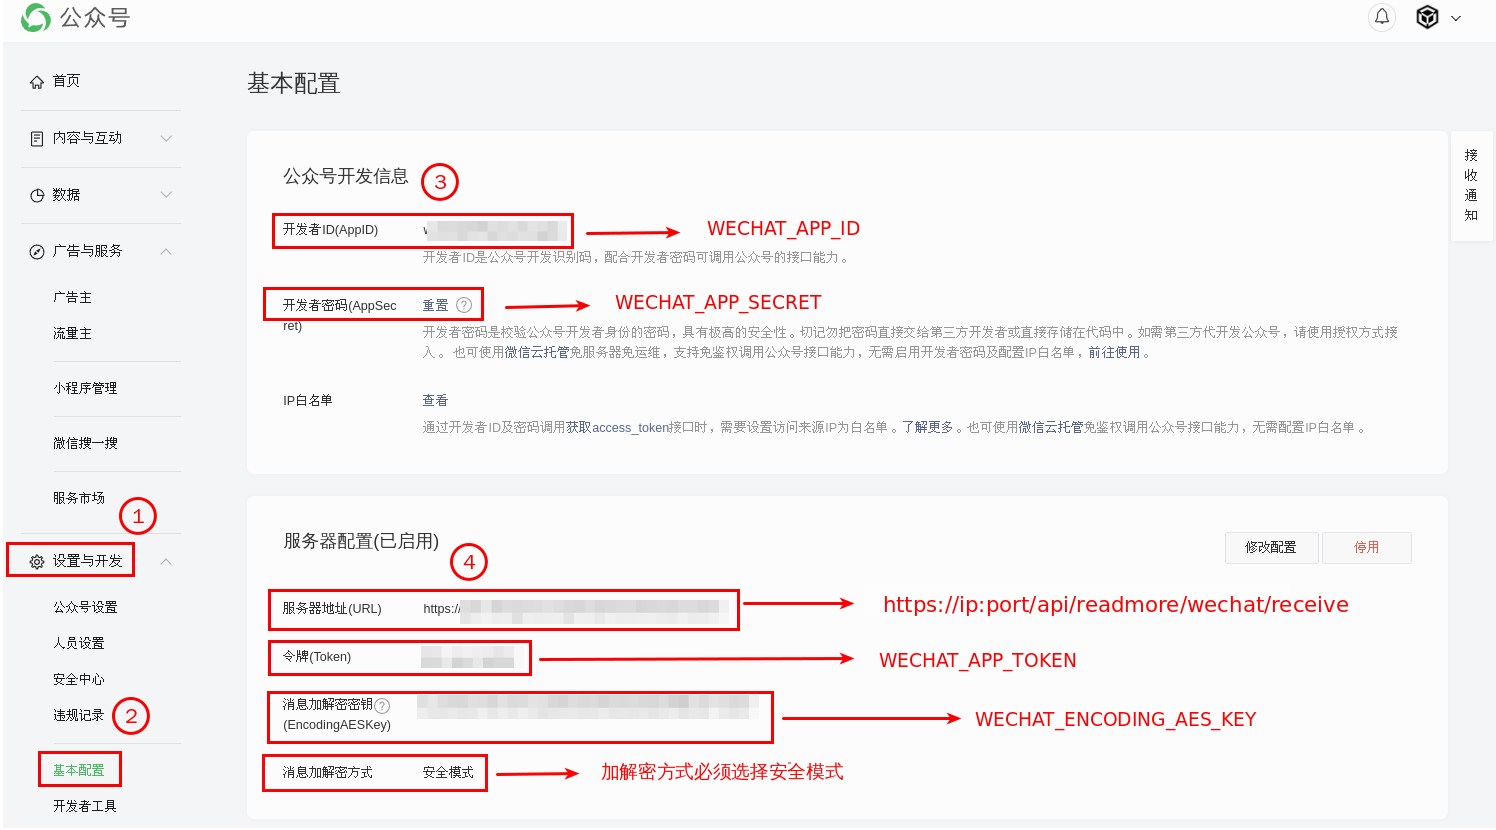 公众号
首页
内容与互动
数据
广告与服务
广告主
流量主
小程序管理
微信搜一搜
服务市场
1
设置与开发
公众号设置
人员设置
安全中心
违规记录
2
基本配置
开发者工具
基本配置
接收通知
公众号开发信息 3
开发者ID(AppID) WECHAT_APP_ID
开发者ID是公众号开发识别码，配合开发者密码可调用公众号的接口能力。
开发者密码(AppSec 重置 ? WECHAT_APP_SECRET
ret)
开发者密码是校验公众号开发者身份的密码，具有极高的安全性。切记勿把密码直接交给第三方开发者或直接存储在代码中。如需第三方代开发公众号，请使用授权方式接
入。 也可使用微信云托管免服务器免运维，支持免鉴权调用公众号接口能力，无需启用开发者密码及配置IP白名单，前往使用 。
IP白名单 查看
通过开发者ID及密码调用获取access_token接口时，需要设置访问来源IP为白名单。了解更多 。也可使用微信云托管免鉴权调用公众号接口能力，无需配置IP白名单 。
服务器配置(已启用) 4
修改配置 停用
服务器地址(URL) https:/ https://ip:port/api/readmore/wechat/receive
令牌(Token) WECHAT_APP_TOKEN
消息加解密密钥 ?
(EncodingAESKey) WECHAT_ENCODING_AES_KEY
消息加解密方式 安全模式 加解密方式必须选择安全模式